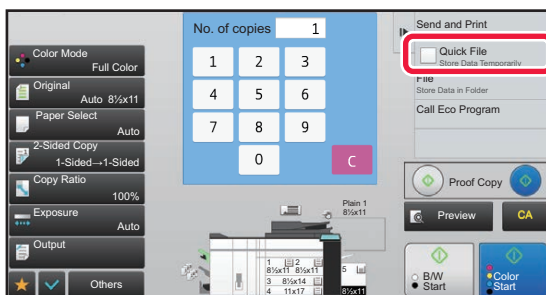 No. of copies 1
Send and Print
Quick File
Store Data Temporarily
File
Store Data in Folder
Call Eco Program
Color Mode
Full Color
Original
Auto 8½x11
Paper Select
Auto
2-Sided Copy
1-Sided→1-Sided
Copy Ratio
100%
Exposure
Auto
Output
Others
1 2 3
4 5 6
7 8 9
0 C
Plain 1
8½x11
1 2
8½x11 8½x11
3 8½x14
4 11x17
5
8½x11
Proof Copy
Preview
CA
B/W
Start
Color
Start